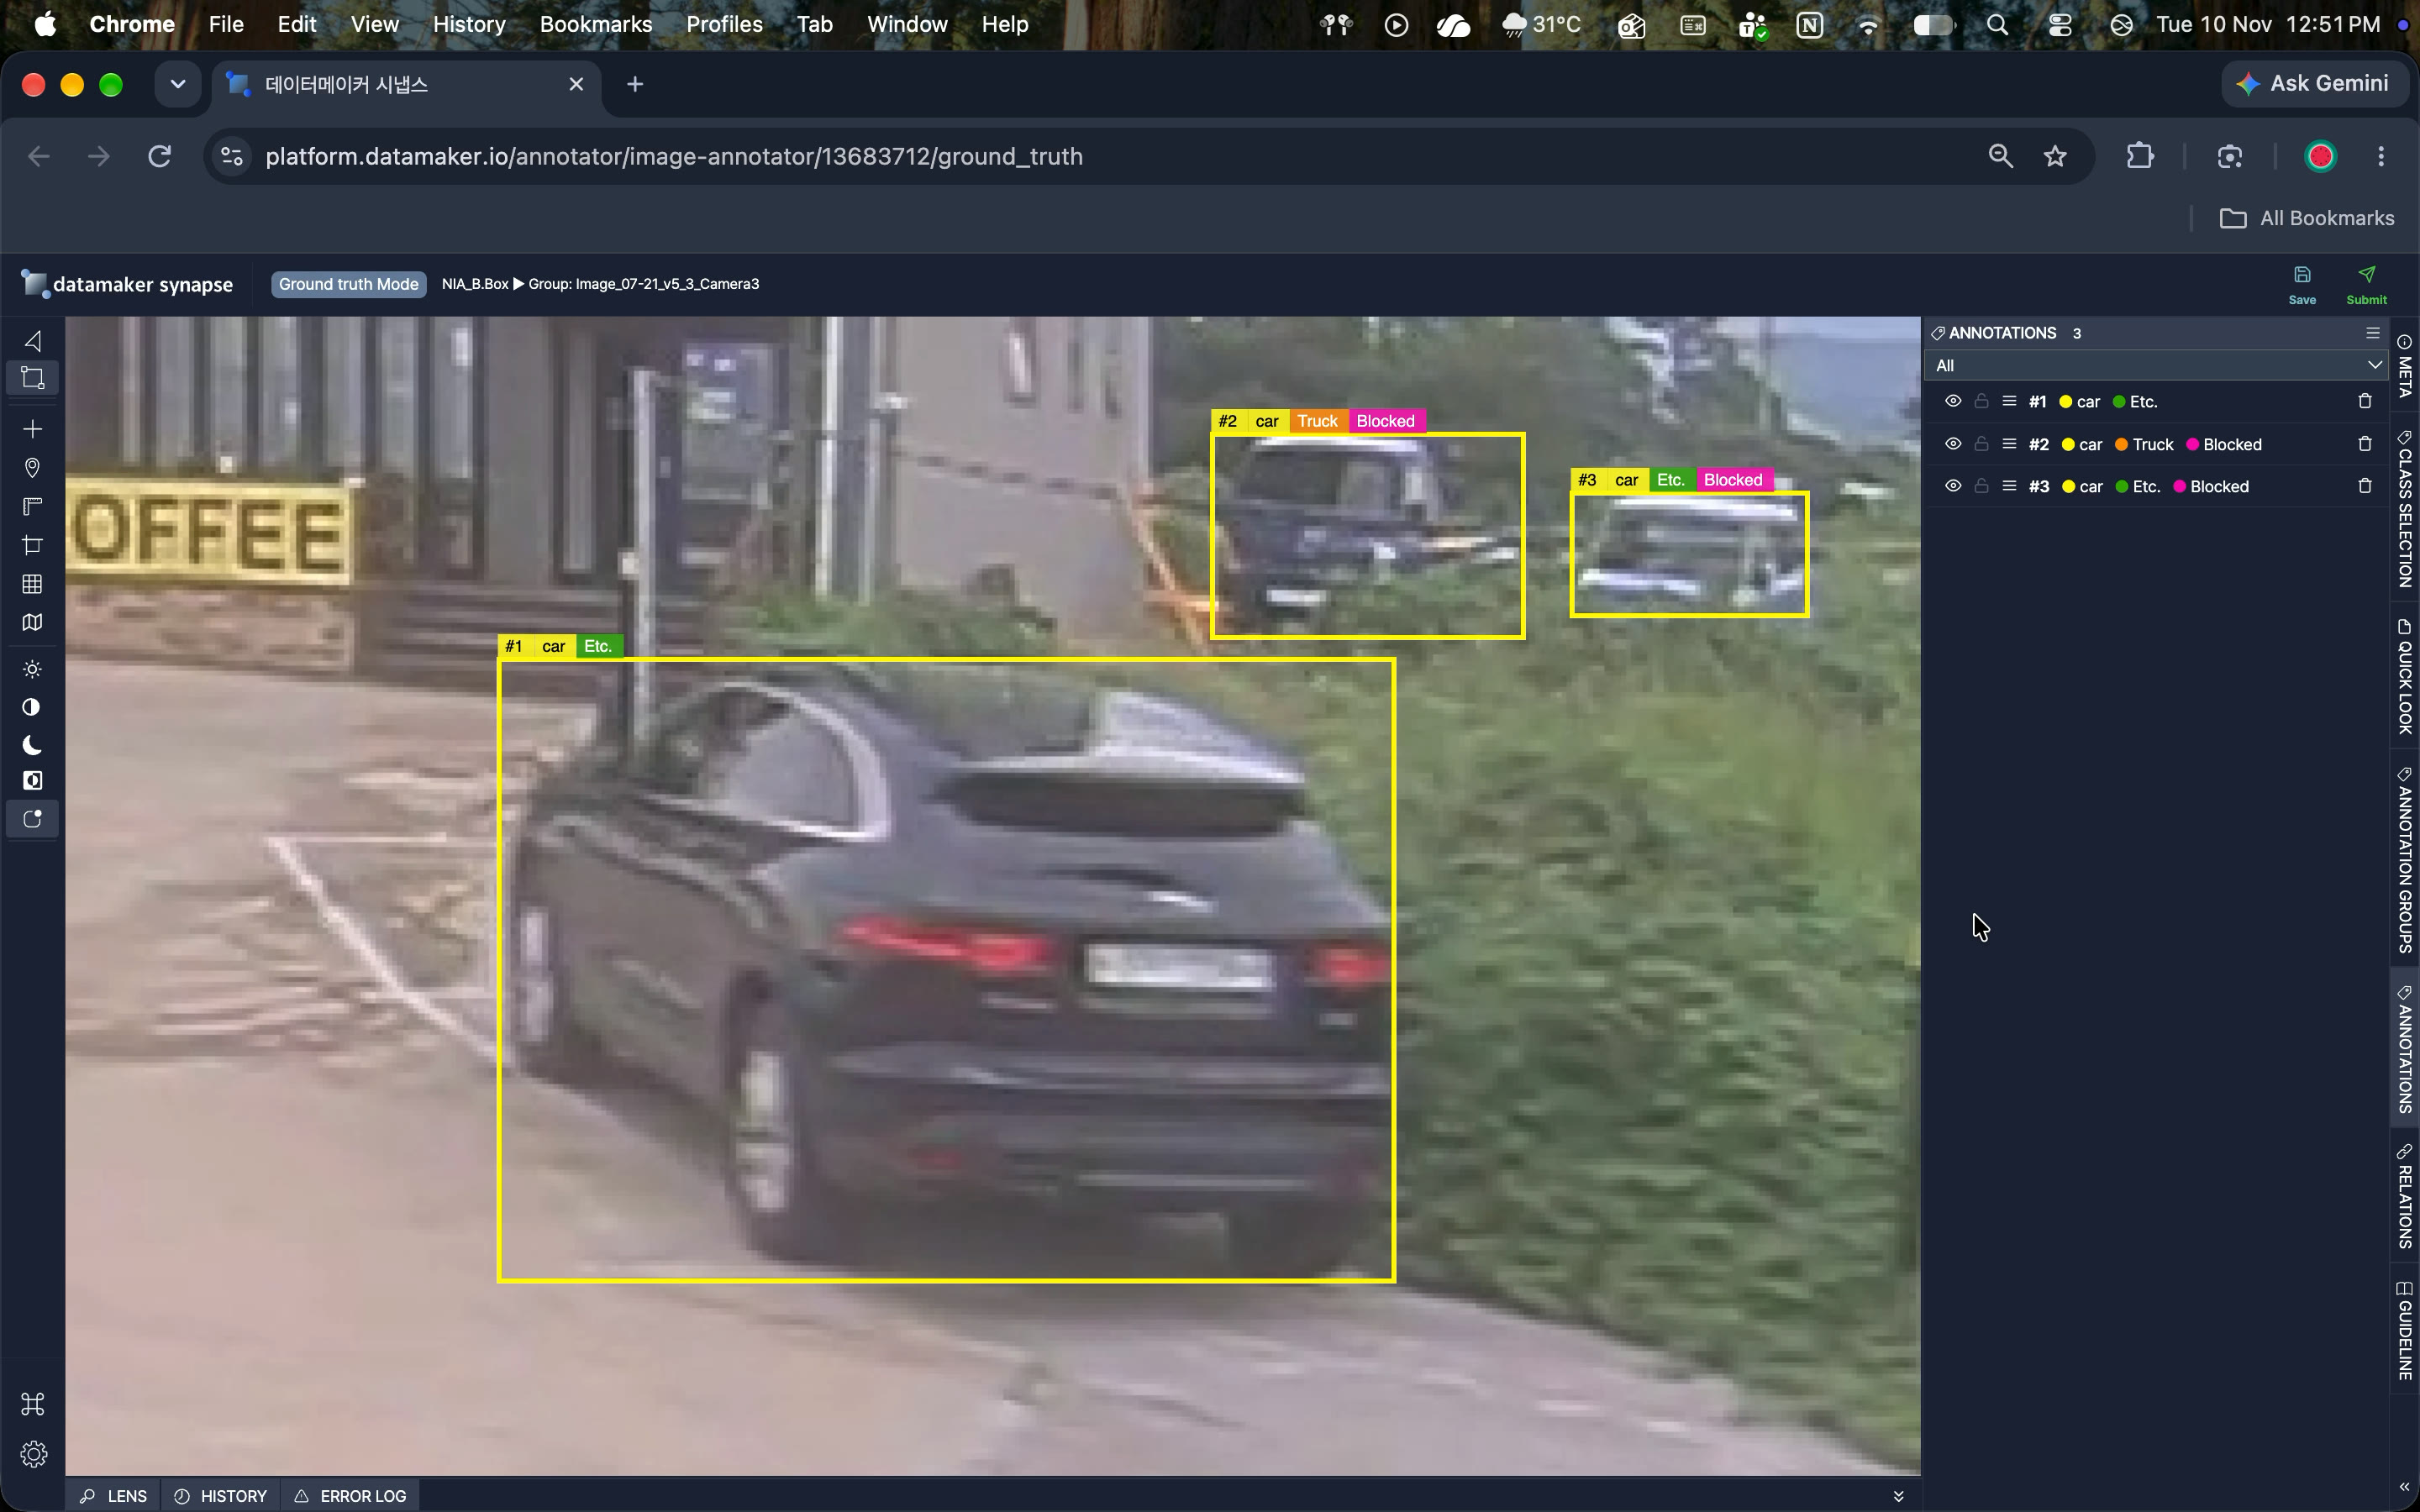 Chrome File Edit View History Bookmarks Profiles Tab Window Help 31°C Tue 10 Nov 12:51 PM
데이터메이커 시냅스 Ask Gemini
platform.datamaker.io/annotator/image-annotator/13683712/ground_truth
All Bookmarks
datamaker synapse Ground truth Mode NIA_B.Box ▶ Group: Image_07-21_v5_3_Camera3 Save Submit
ANNOTATIONS 3
All
#1 car Etc.
#2 car Truck Blocked
#3 car Etc. Blocked
#2 car Truck Blocked
#3 car Etc. Blocked
OFFEE
#1 car Etc.
META
CLASS SELECTION
QUICK LOOK
ANNOTATION GROUPS
ANNOTATIONS
RELATIONS
GUIDELINE
LENS HISTORY ERROR LOG